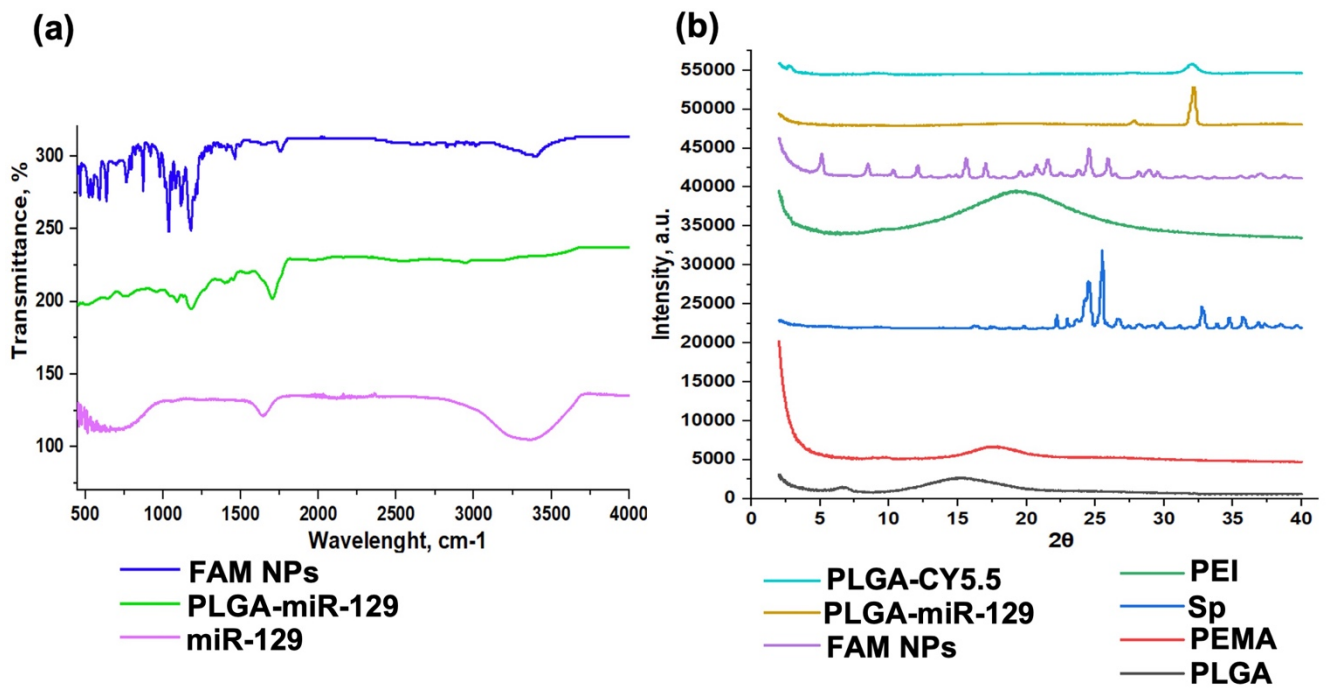 (a)
Transmittance, %
300
250
200
150
100
500 1000 1500 2000 2500 3000 3500 4000
Wavelenght, cm-1
FAM NPs
PLGA-miR-129
miR-129
(b)
Intensity, a.u.
55000
50000
45000
40000
35000
30000
25000
20000
15000
10000
5000
0
0 5 10 15 20 25 30 35 40
2θ
PLGA-CY5.5
PLGA-miR-129
FAM NPs
PEI
Sp
PEMA
PLGA